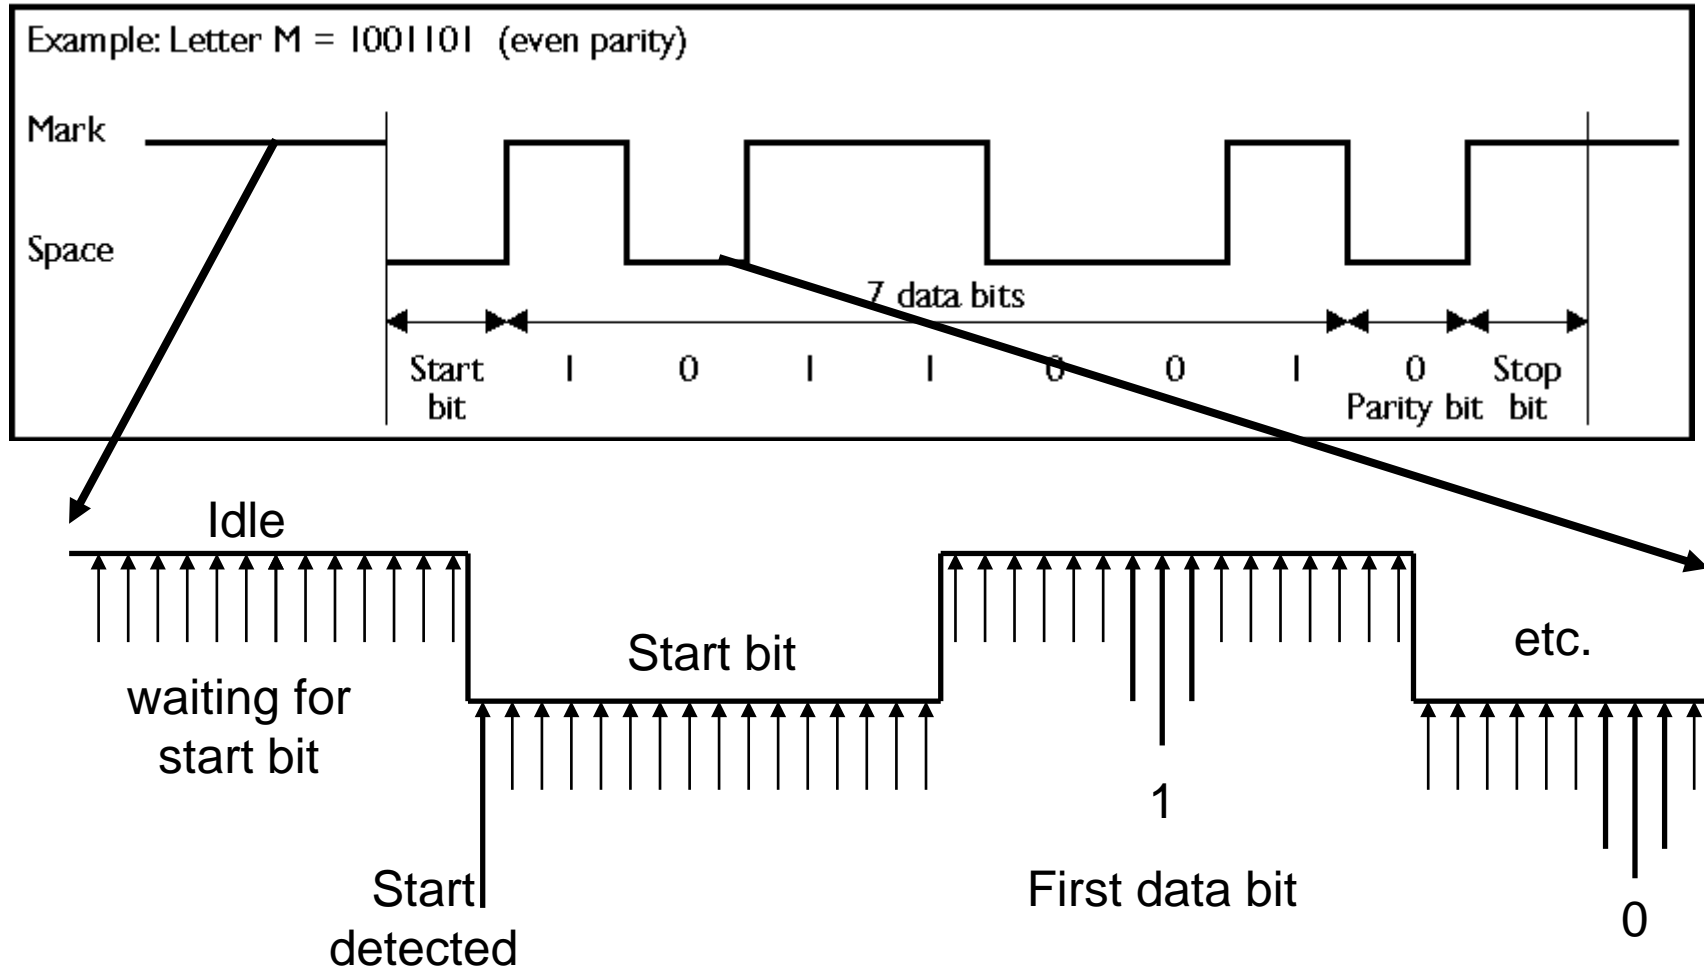 Example: Letter M = 1001101 (even parity)
Mark
Space
7 data bits
Start bit
1 0 1 1 0 0 1 0
Parity bit
Stop bit
Idle
waiting for
start bit
Start bit
etc.
Start
detected
1
First data bit
0